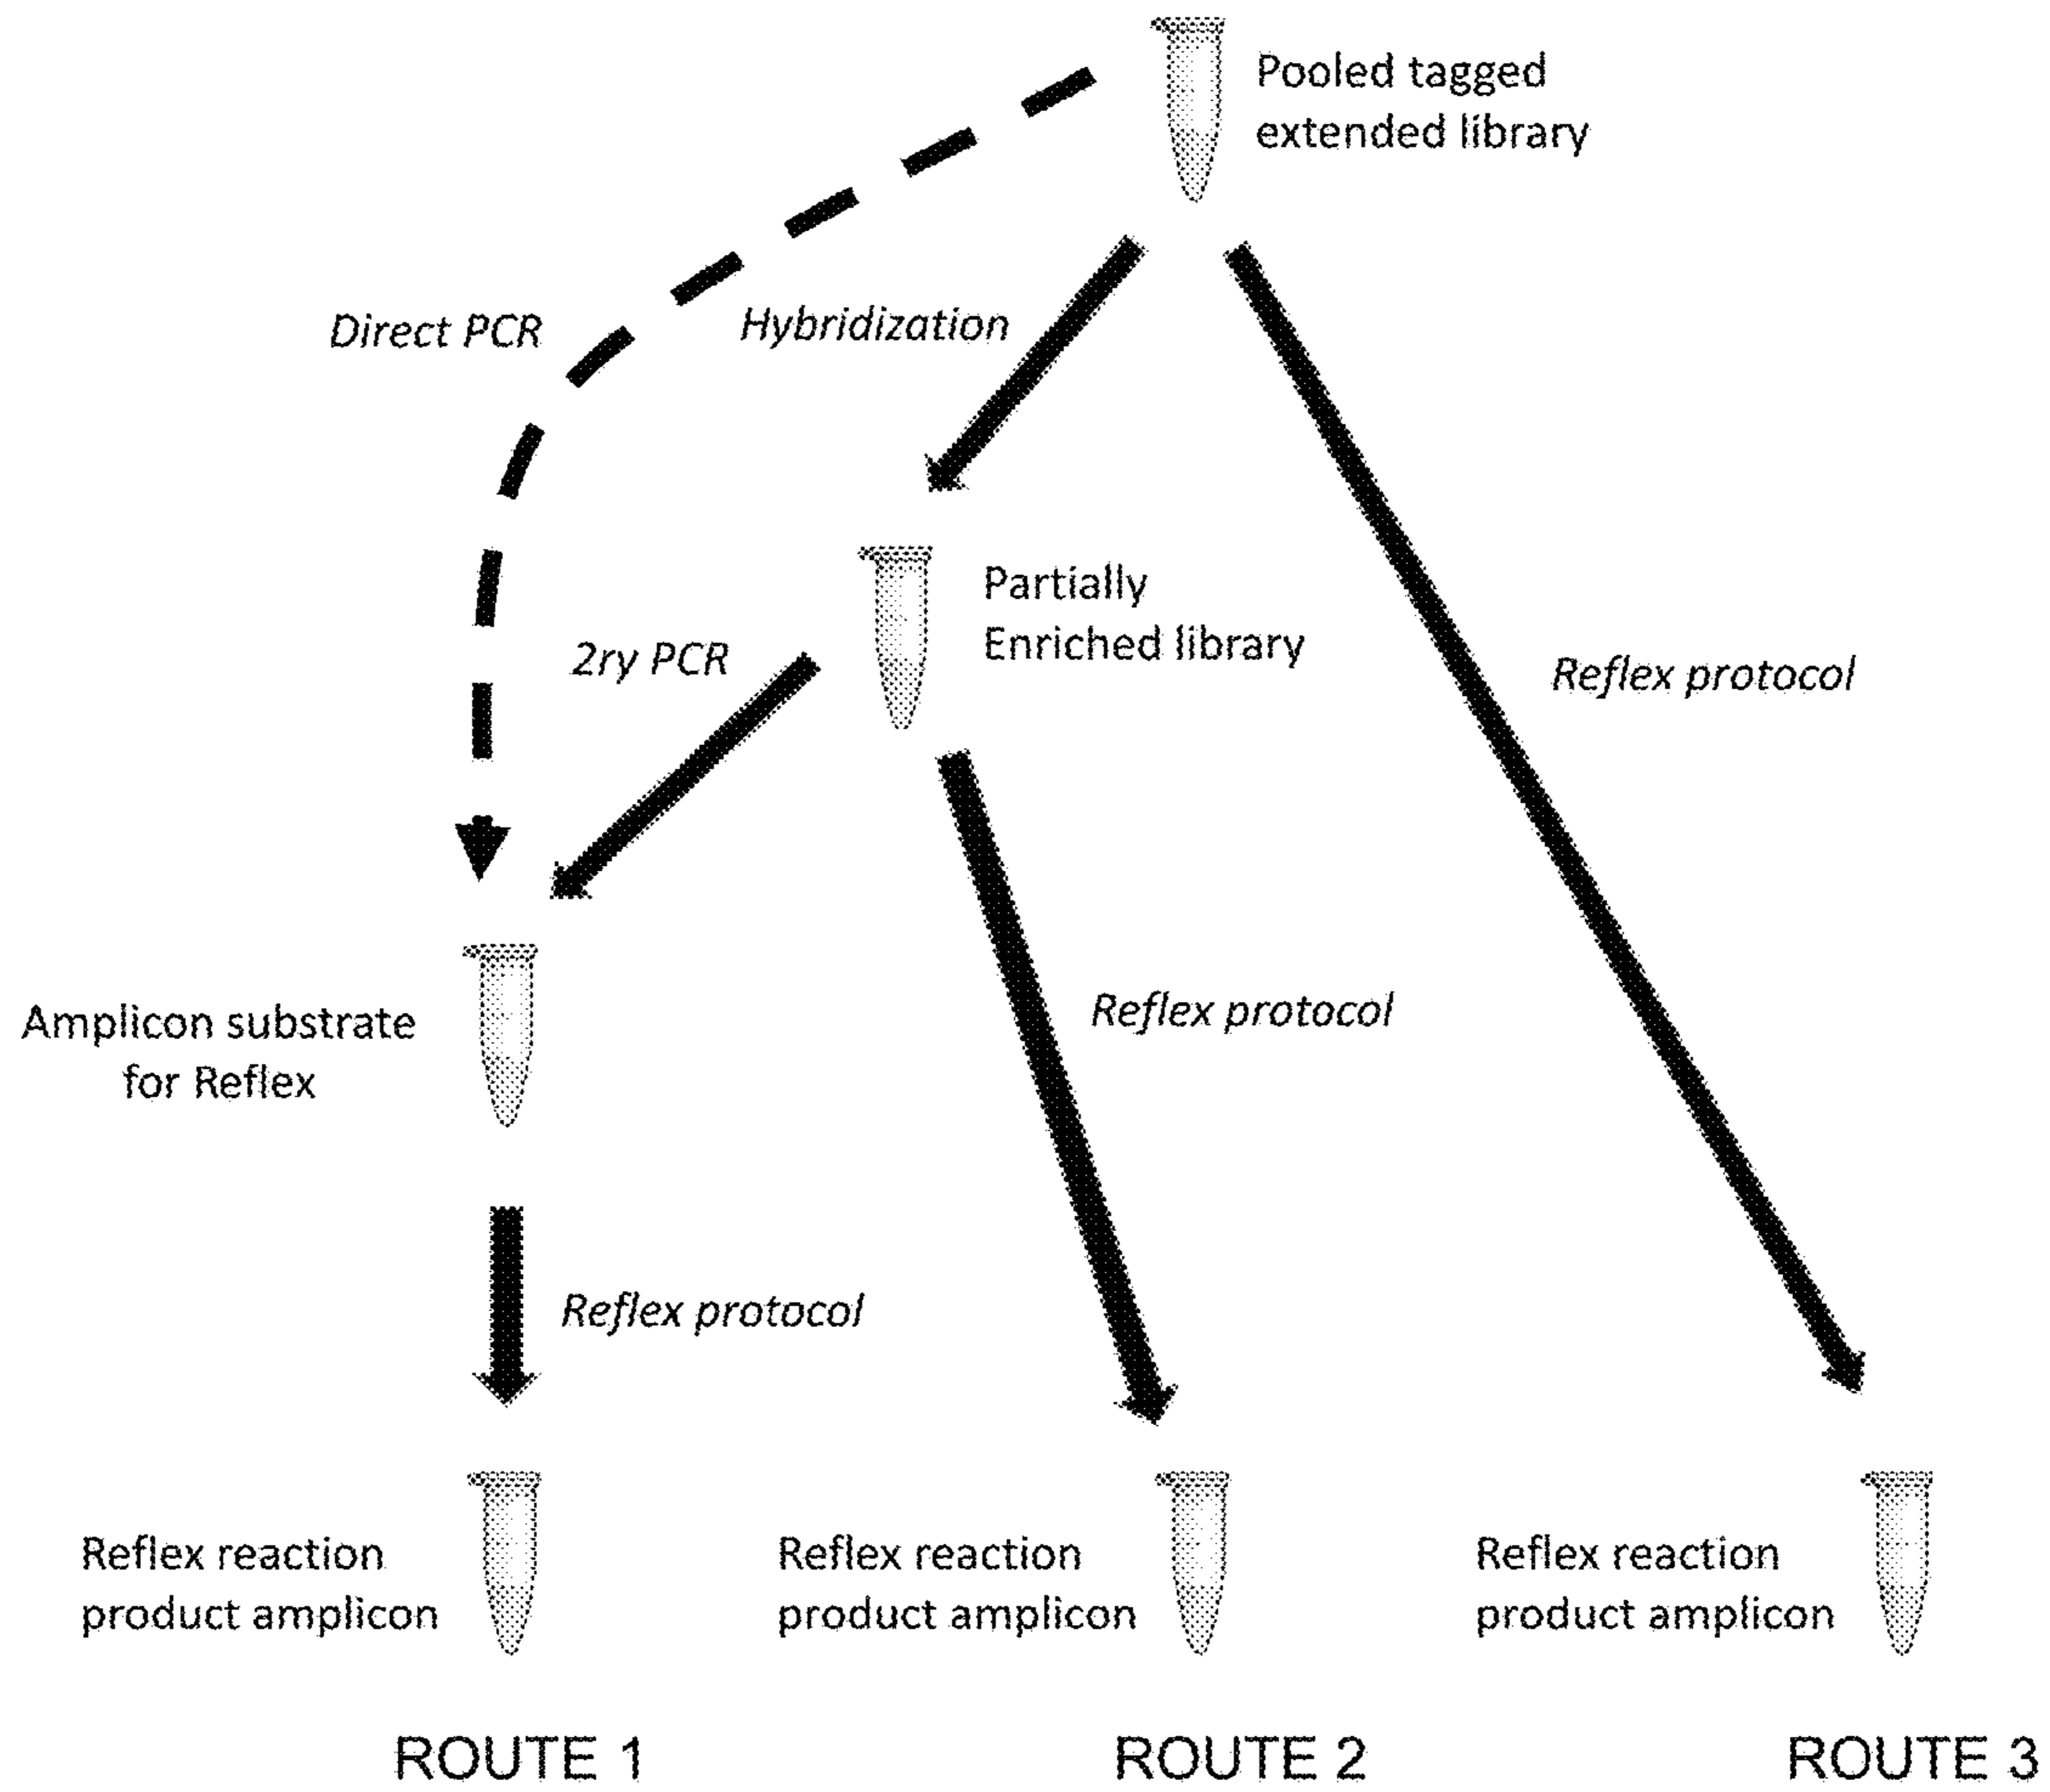 Pooled tagged
extended library
Direct PCR
Hybridization
Partially
Enriched library
2ry PCR
Reflex protocol
Amplicon substrate
for Reflex
Reflex protocol
Reflex protocol
Reflex reaction
product amplicon
Reflex reaction
product amplicon
Reflex reaction
product amplicon
ROUTE 1
ROUTE 2
ROUTE 3